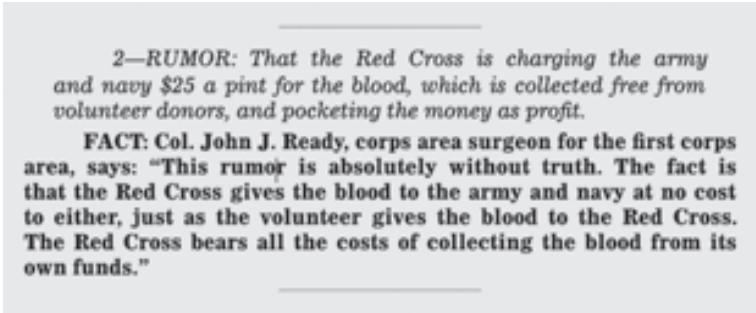 2—RUMOR: That the Red Cross is charging the army
and navy $25 a pint for the blood, which is collected free from
volunteer donors, and pocketing the money as profit.
FACT: Col. John J. Ready, corps area surgeon for the first corps
area, says: “This rumor is absolutely without truth. The fact is
that the Red Cross gives the blood to the army and navy at no cost
to either, just as the volunteer gives the blood to the Red Cross.
The Red Cross bears all the costs of collecting the blood from its
own funds.”